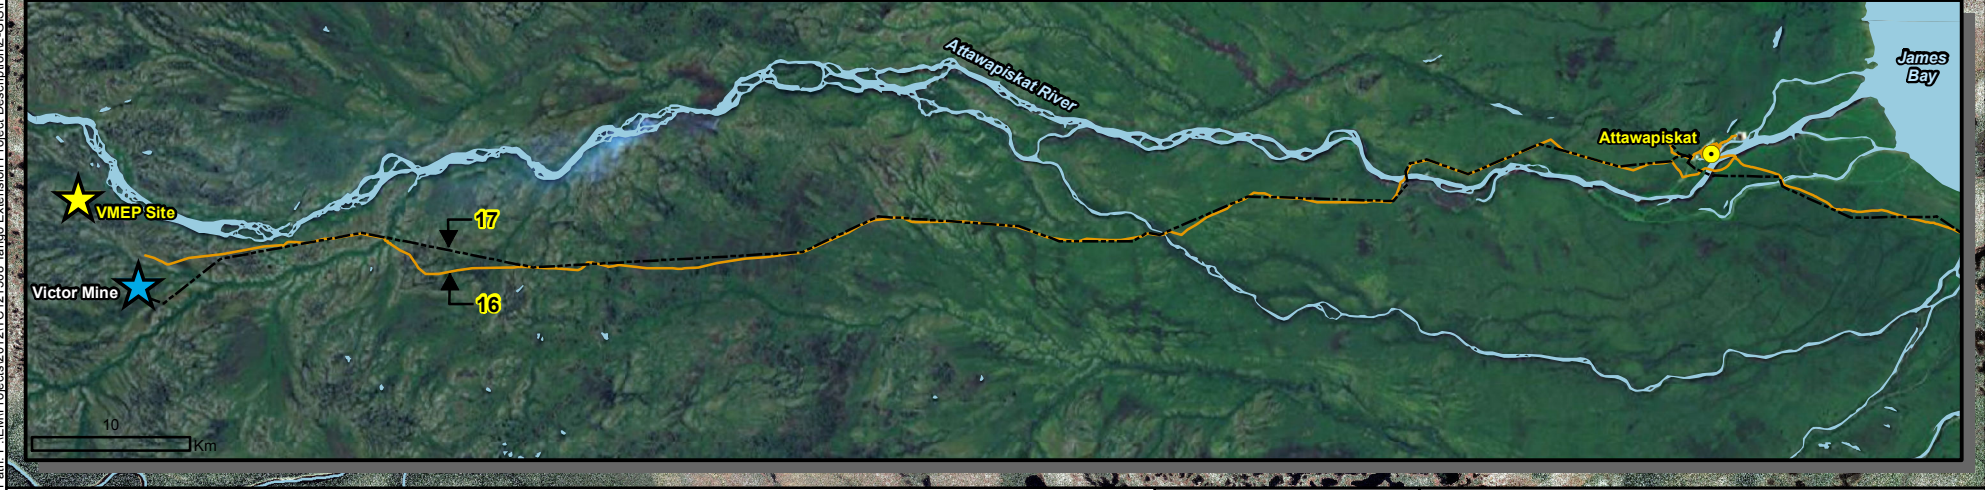 Attawapiskat River
James
Bay
Attawapiskat
VMEP Site
17
Victor Mine
16
10
Km